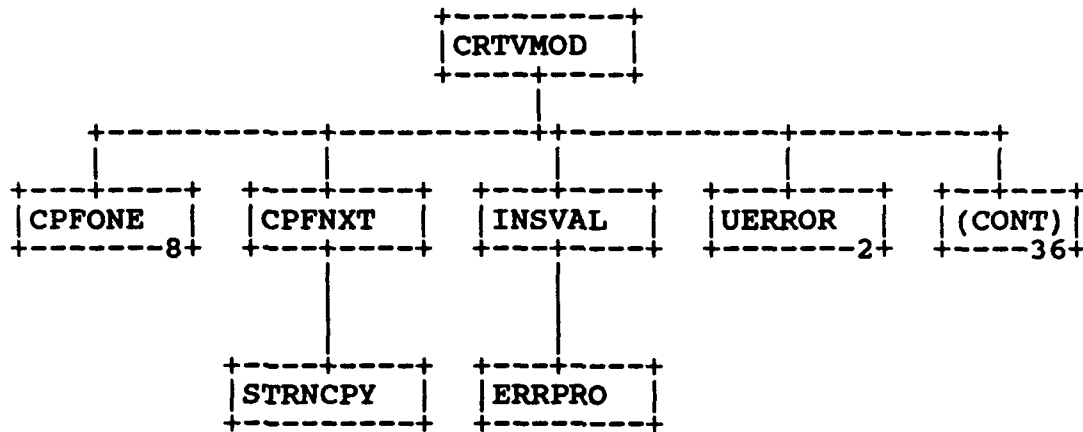 CRTVMOD
CPFONE CPFNXT INSVAL UERROR (CONT)
8 2 36
STRNCPY ERRPRO